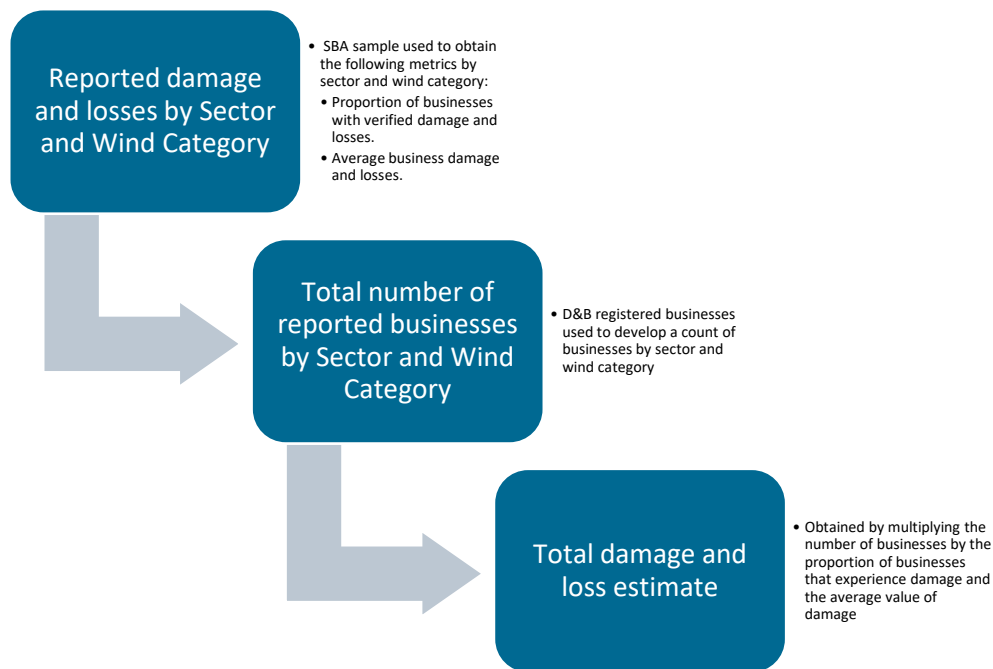 Reported damage
and losses by Sector
and Wind Category
• SBA sample used to obtain
the following metrics by
sector and wind category:
• Proportion of businesses
with verified damage and
losses.
• Average business damage
and losses.
Total number of
reported businesses
by Sector and Wind
Category
• D&B registered businesses
used to develop a count of
businesses by sector and
wind category
Total damage and
loss estimate
• Obtained by multiplying the
number of businesses by the
proportion of businesses
that experience damage and
the average value of
damage